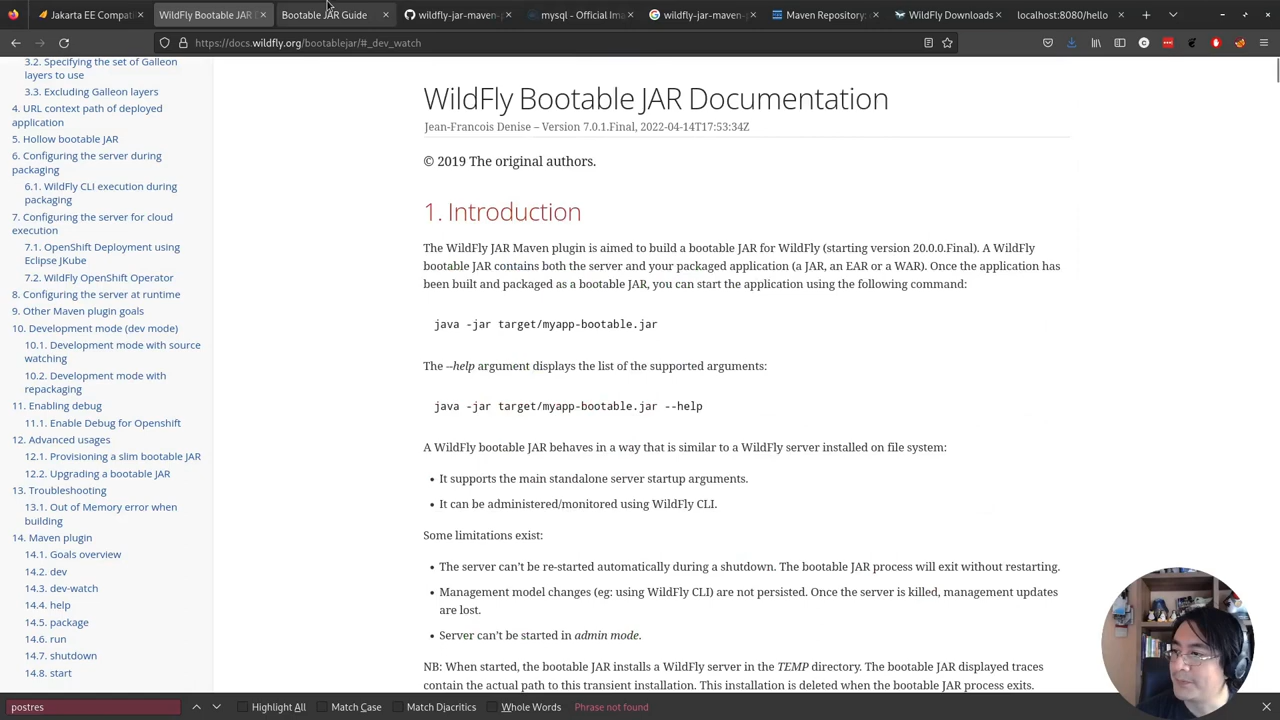 Jakarta EE Compati
WildFly Bootable JAR
Bootable JAR Guide
wildfly-jar-maven-
mysql - Official Ima
wildfly-jar-maven-p
Maven Repository:
WildFly Downloads
localhost:8080/hello
https://docs.wildfly.org/bootablejar/#_dev_watch
3.2. Specifying the set of Galleon
layers to use
3.3. Excluding Galleon layers
4. URL context path of deployed
application
5. Hollow bootable JAR
6. Configuring the server during
packaging
6.1. WildFly CLI execution during
packaging
7. Configuring the server for cloud
execution
7.1. OpenShift Deployment using
Eclipse JKube
7.2. WildFly OpenShift Operator
8. Configuring the server at runtime
9. Other Maven plugin goals
10. Development mode (dev mode)
10.1. Development mode with source
watching
10.2. Development mode with
repackaging
11. Enabling debug
11.1. Enable Debug for Openshift
12. Advanced usages
12.1. Provisioning a slim bootable JAR
12.2. Upgrading a bootable JAR
13. Troubleshooting
13.1. Out of Memory error when
building
14. Maven plugin
14.1. Goals overview
14.2. dev
14.3. dev-watch
14.4. help
14.5. package
14.6. run
14.7. shutdown
14.8. start
WildFly Bootable JAR Documentation
Jean-Francois Denise – Version 7.0.1.Final, 2022-04-14T17:53:34Z
© 2019 The original authors.
1. Introduction
The WildFly JAR Maven plugin is aimed to build a bootable JAR for WildFly (starting version 20.0.0.Final). A WildFly
bootable JAR contains both the server and your packaged application (a JAR, an EAR or a WAR). Once the application has
been built and packaged as a bootable JAR, you can start the application using the following command:
java -jar target/myapp-bootable.jar
The --help argument displays the list of the supported arguments:
java -jar target/myapp-bootable.jar --help
A WildFly bootable JAR behaves in a way that is similar to a WildFly server installed on file system:
• It supports the main standalone server startup arguments.
• It can be administered/monitored using WildFly CLI.
Some limitations exist:
• The server can’t be re-started automatically during a shutdown. The bootable JAR process will exit without restarting.
• Management model changes (eg: using WildFly CLI) are not persisted. Once the server is killed, management updates
are lost.
• Server can’t be started in admin mode.
NB: When started, the bootable JAR installs a WildFly server in the TEMP directory. The bootable JAR displayed traces
contain the actual path to this transient installation. This installation is deleted when the bootable JAR process exits.
postres
Highlight All
Match Case
Match Diacritics
Whole Words
Phrase not found